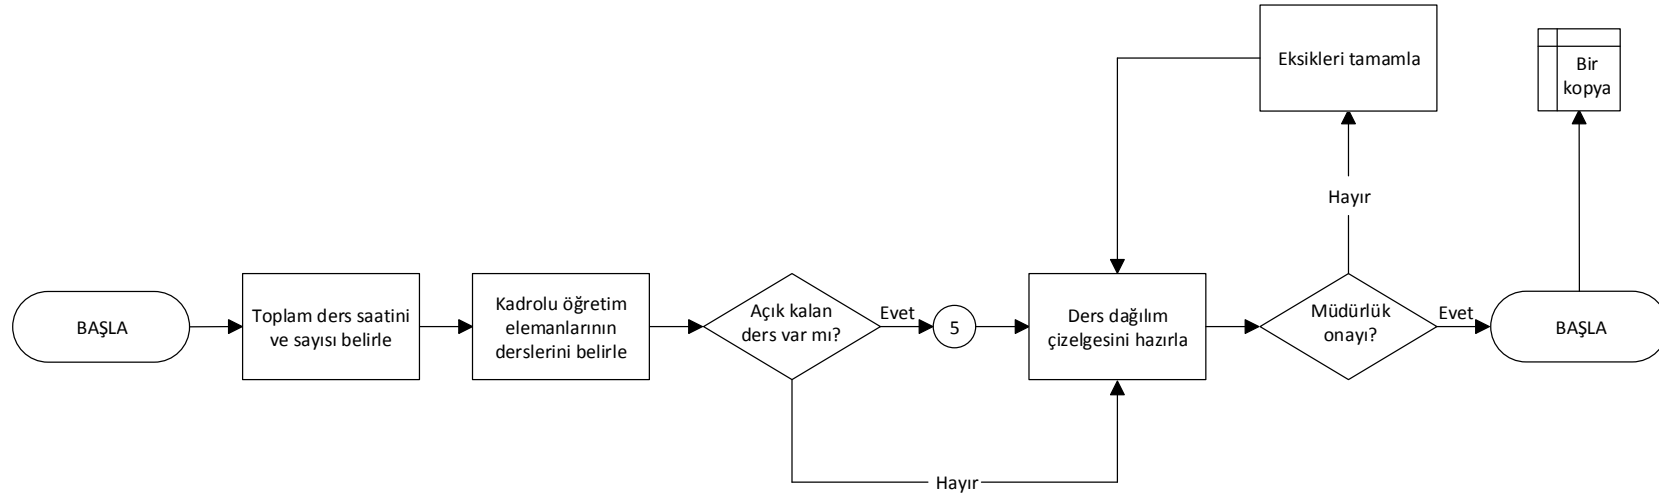 BAŞLA
Toplam ders saatini
ve sayısı belirle
Kadrolu öğretim
elemanlarının
derslerini belirle
Açık kalan
ders var mı?
Evet
5
Hayır
Ders dağılım
çizelgesini hazırla
Müdürlük
onayı?
Hayır
Eksikleri tamamla
Evet
BAŞLA
Bir
kopya